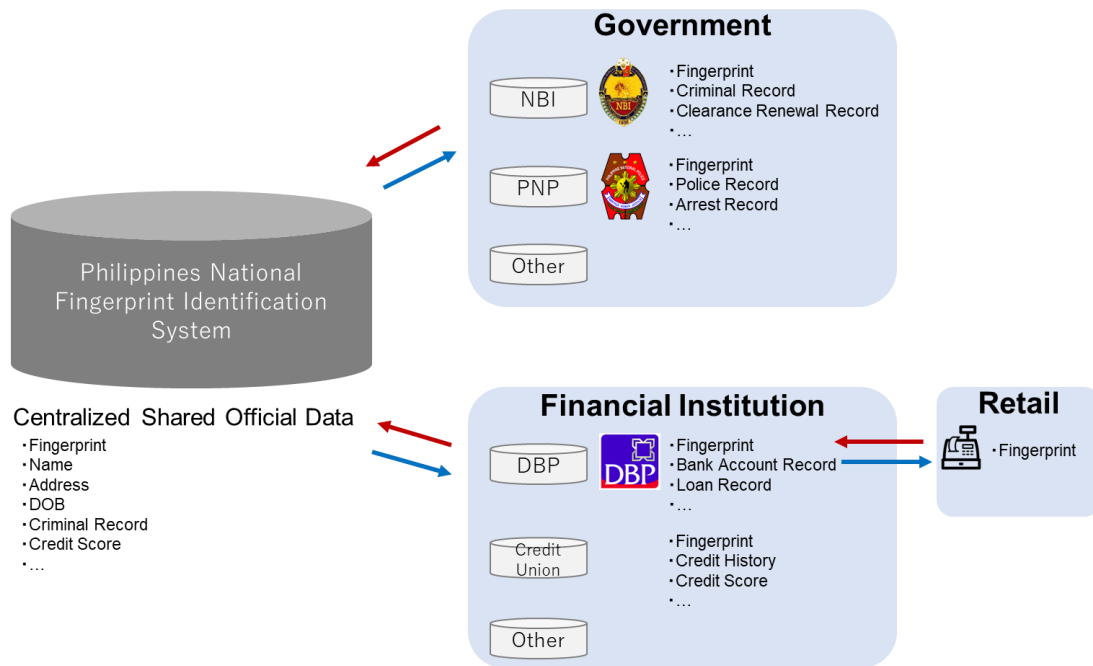 Government
NBI
NBI
・Fingerprint
・Criminal Record
・Clearance Renewal Record
・…
PNP
・Fingerprint
・Police Record
・Arrest Record
・…
Other
Philippines National
Fingerprint Identification
System
Centralized Shared Official Data
・Fingerprint
・Name
・Address
・DOB
・Criminal Record
・Credit Score
・…
Financial Institution
DBP
DBP
・Fingerprint
・Bank Account Record
・Loan Record
・…
Credit
Union
・Fingerprint
・Credit History
・Credit Score
・…
Other
Retail
・Fingerprint